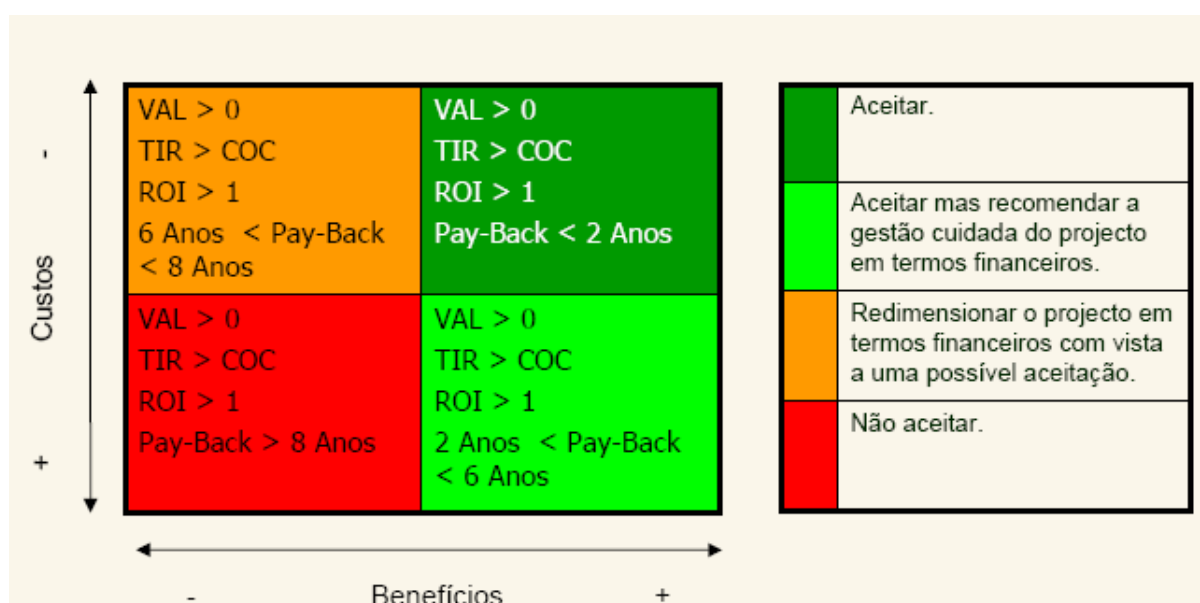 VAL > 0
TIR > COC
ROI > 1
6 Anos < Pay-Back
< 8 Anos
VAL > 0
TIR > COC
ROI > 1
Pay-Back < 2 Anos
VAL > 0
TIR > COC
ROI > 1
Pay-Back > 8 Anos
VAL > 0
TIR > COC
ROI > 1
2 Anos < Pay-Back
< 6 Anos
-
Custos
+
- Benefícios +
Aceitar.
Aceitar mas recomendar a
gestão cuidada do projecto
em termos financeiros.
Redimensionar o projecto em
termos financeiros com vista
a uma possível aceitação.
Não aceitar.